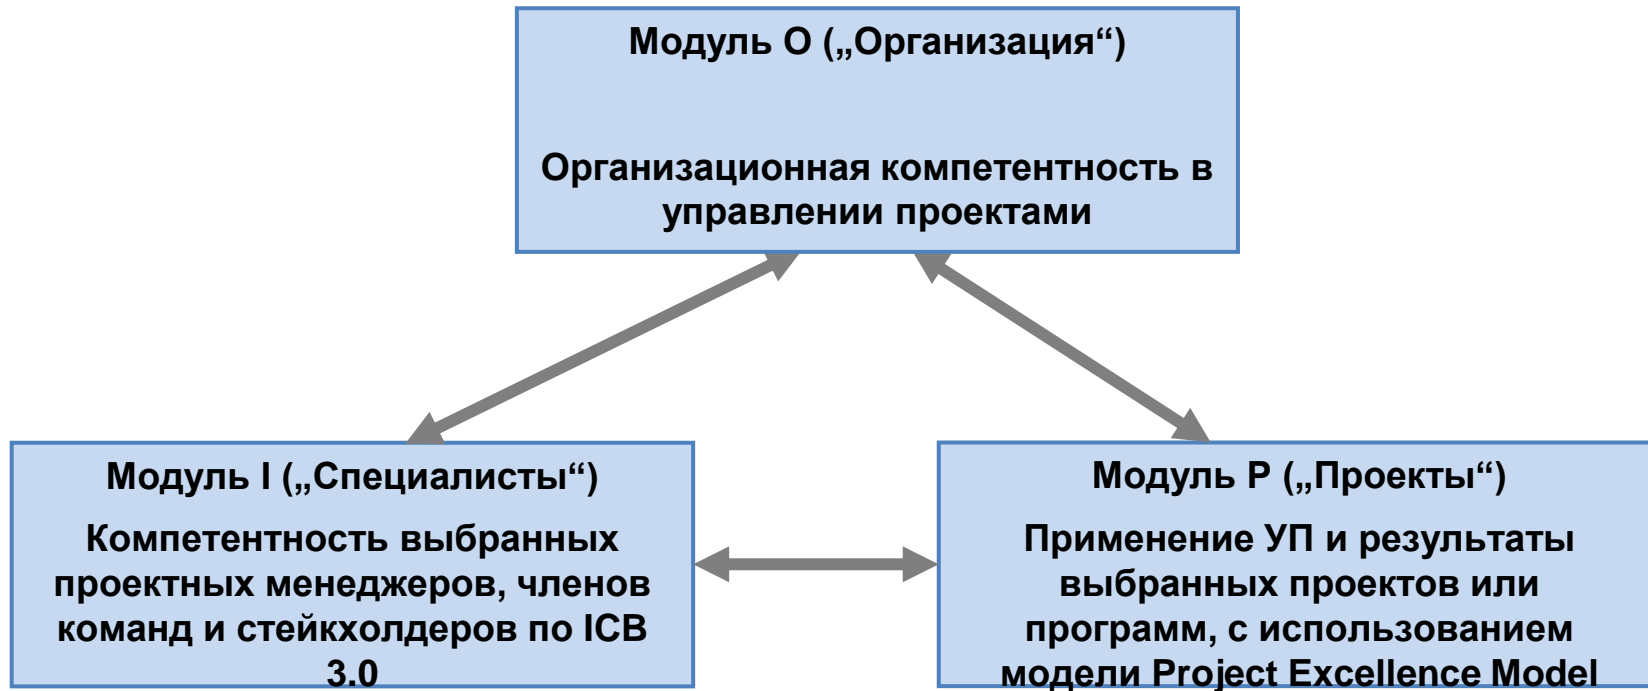 Модуль O („Организация“)
Организационная компетентность в
управлении проектами
Модуль I („Специалисты“)
Компетентность выбранных
проектных менеджеров, членов
команд и стейкхолдеров по ICB
3.0
Модуль P („Проекты“)
Применение УП и результаты
выбранных проектов или
программ, с использованием
модели Project Excellence Model